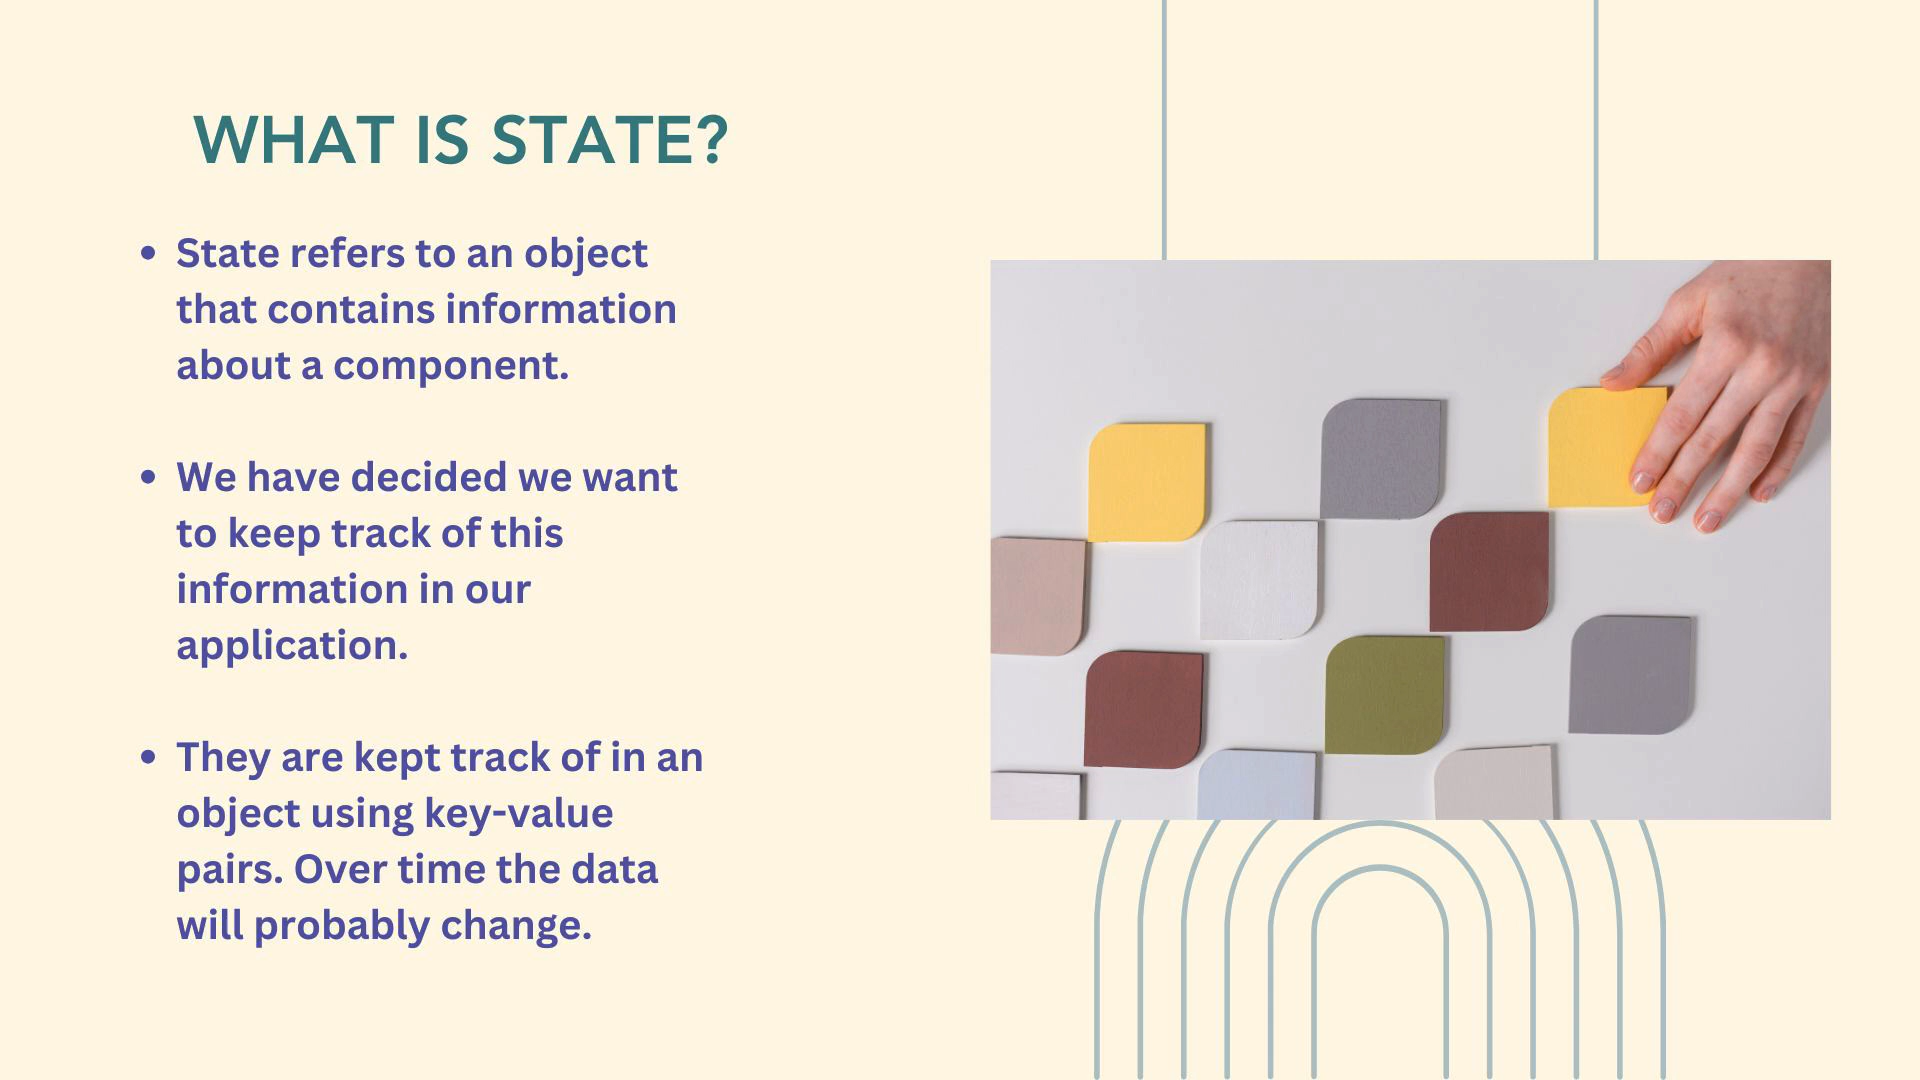 WHAT IS STATE?
• State refers to an object
that contains information
about a component.
• We have decided we want
to keep track of this
information in our
application.
• They are kept track of in an
object using key-value
pairs. Over time the data
will probably change.